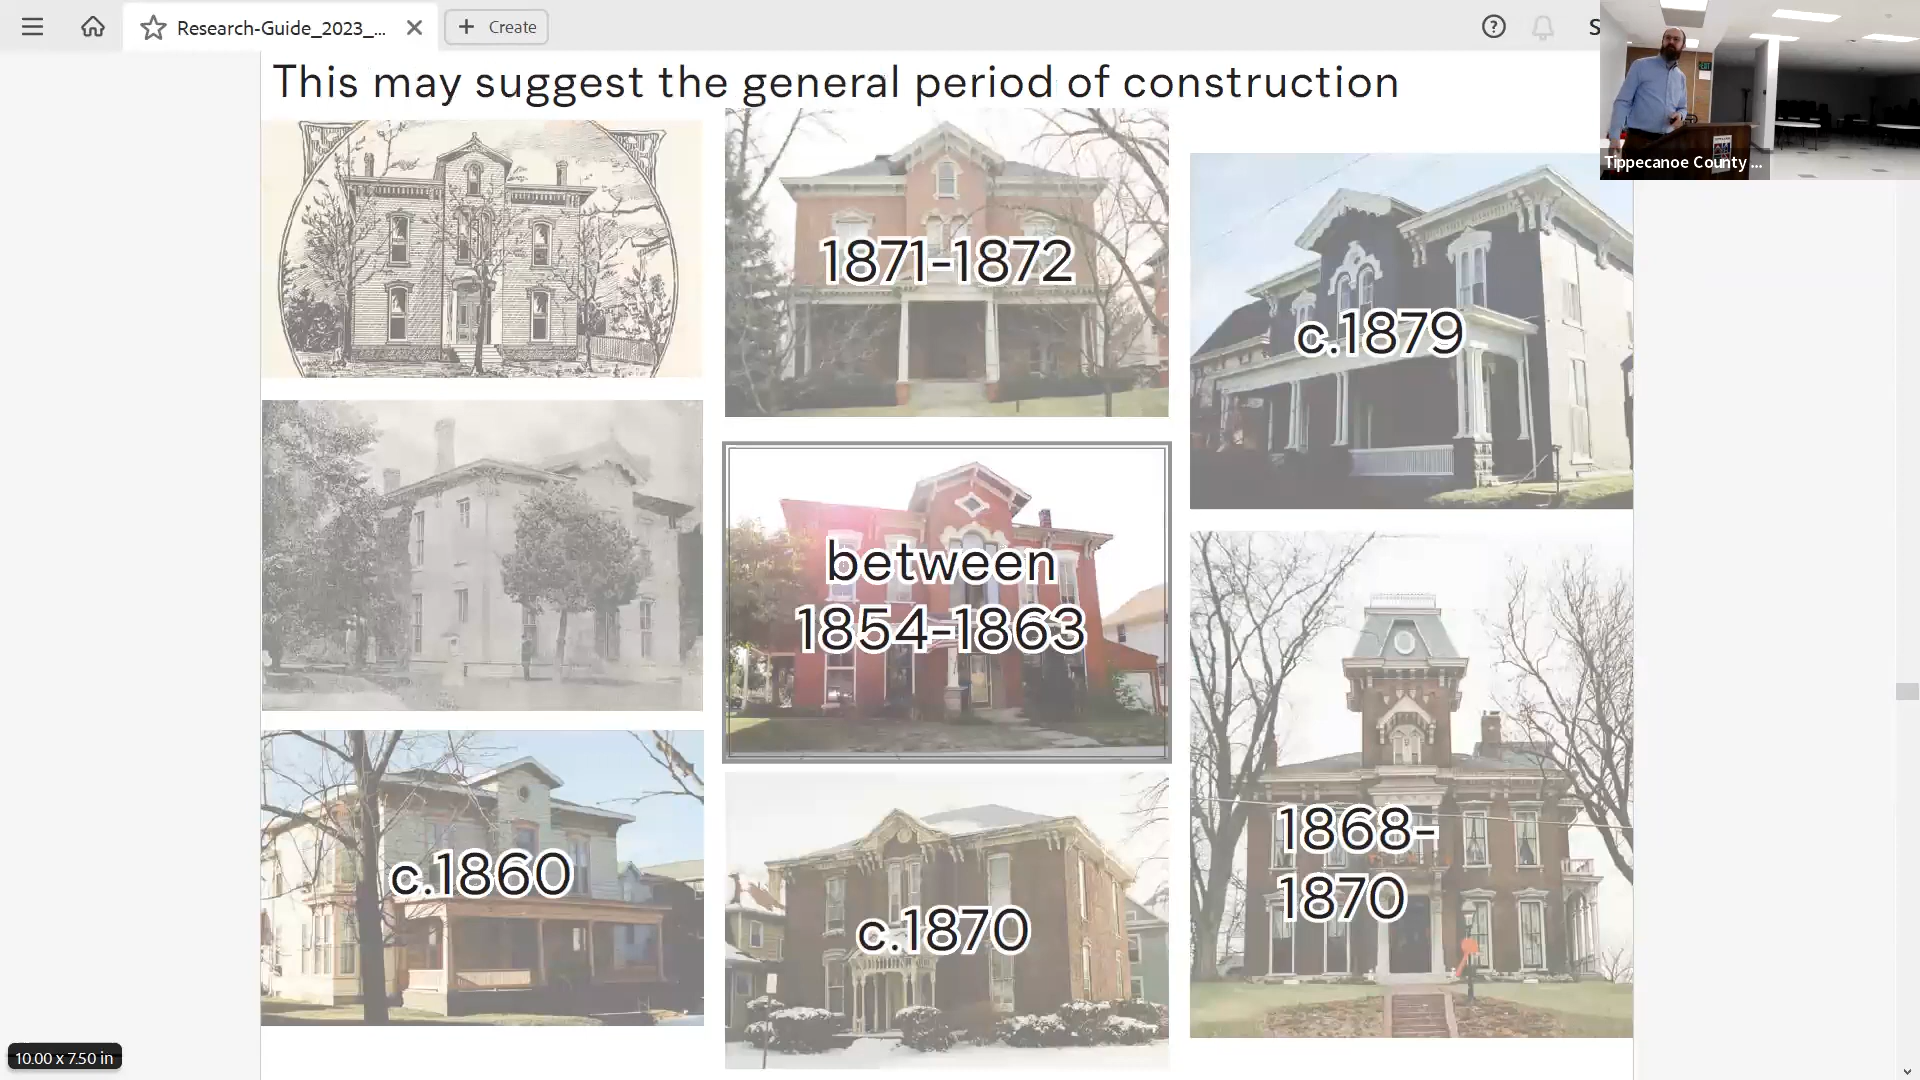 Research-Guide_2023_...
Create
S
Tippecanoe County ...
This may suggest the general period of construction
1871-1872
c.1879
between
1854-1863
c.1860
c.1870
1868-
1870
10.00 x 7.50 in